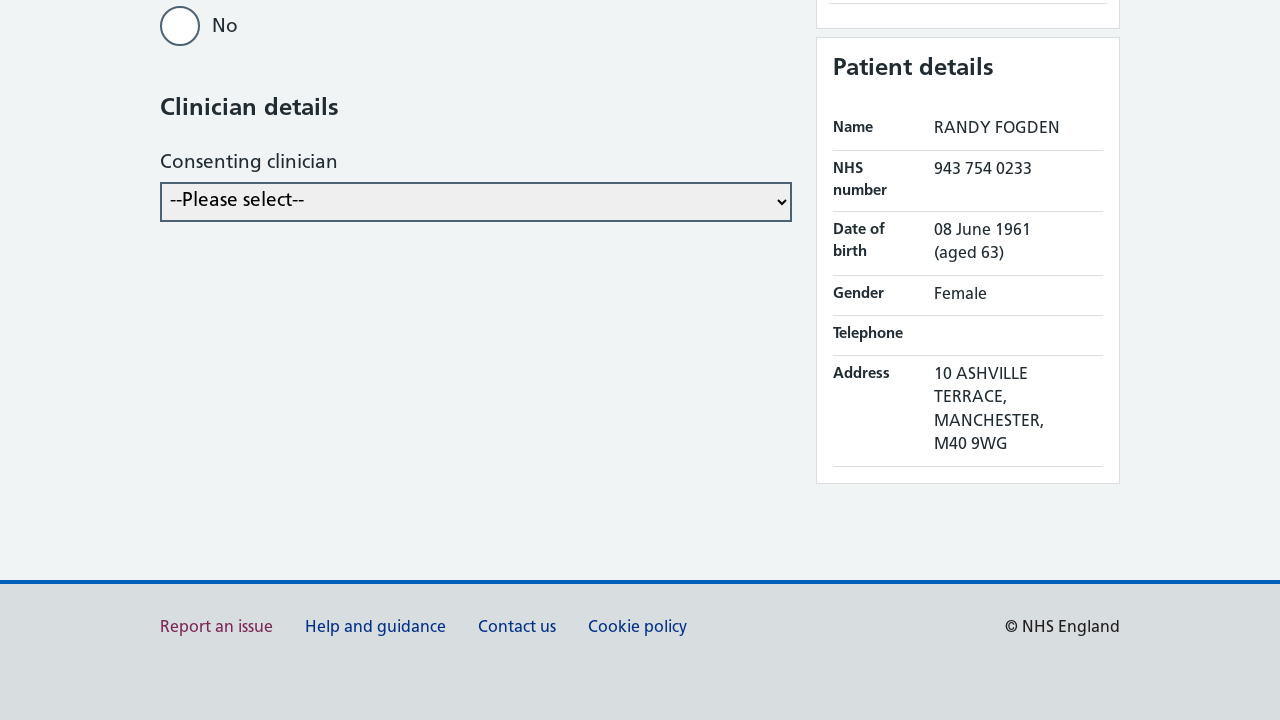 No
Clinician details
Consenting clinician
--Please select--
Patient details
Name RANDY FOGDEN
NHS number 943 754 0233
Date of birth 08 June 1961 (aged 63)
Gender Female
Telephone
Address 10 ASHVILLE
TERRACE,
MANCHESTER,
M40 9WG
Report an issue Help and guidance Contact us Cookie policy © NHS England